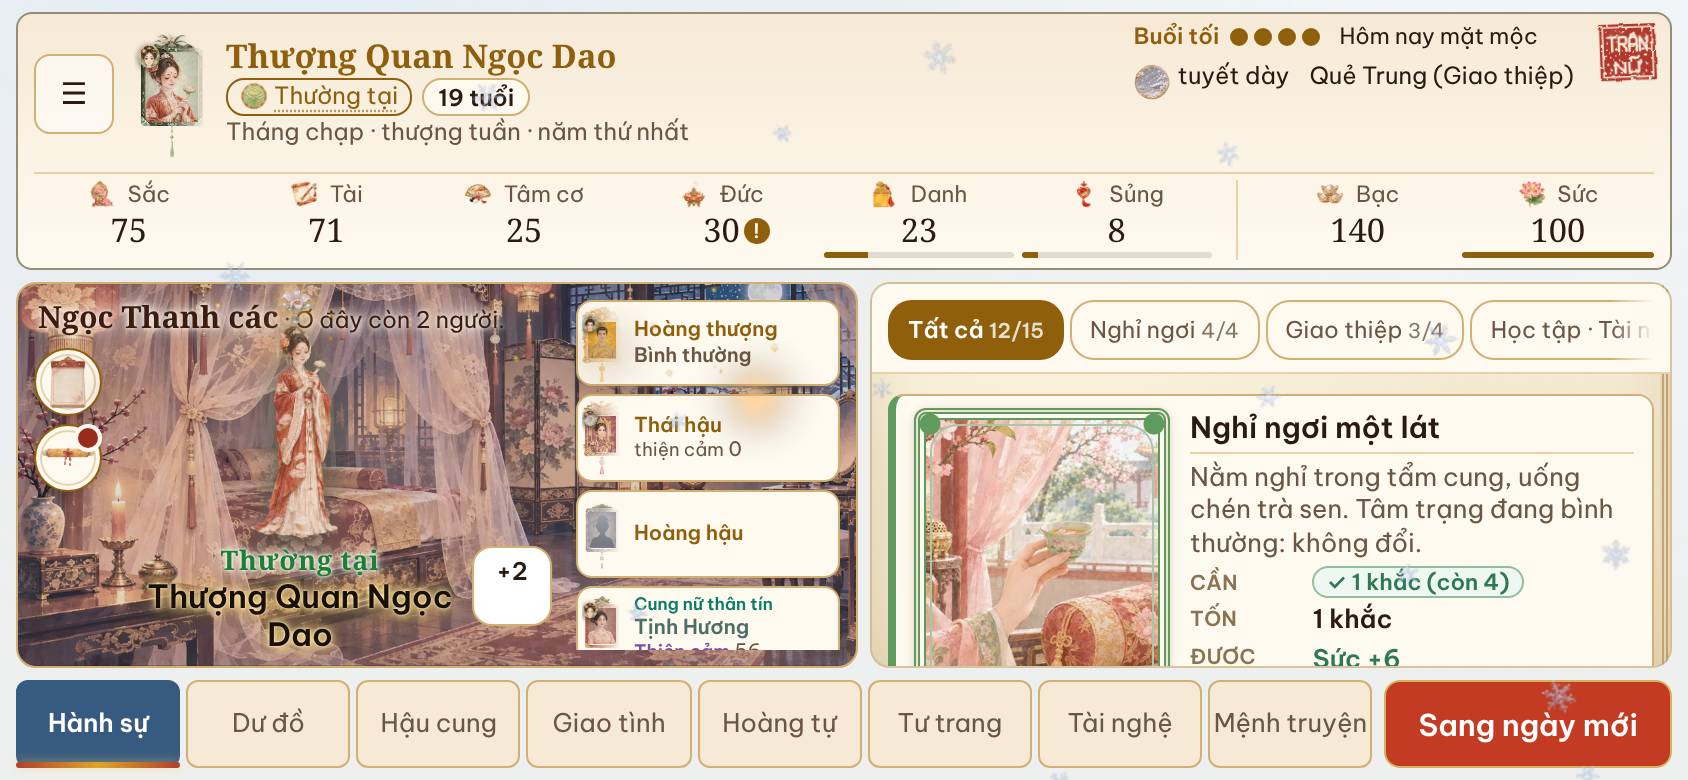 Thượng Quan Ngọc Dao
Thường tại
19 tuổi
Tháng chạp · thượng tuần · năm thứ nhất
Buổi tối
Hôm nay mặt mộc
tuyết dày
Quẻ Trung (Giao thiệp)
TRÂN NỮ
Sắc
Tài
Tâm cơ
Đức
Danh
Sủng
Bạc
Sức
75
71
25
30 !
23
8
140
100
Ngọc Thanh các · Ở đây còn 2 người.
Hoàng thượng
Bình thường
Thái hậu
thiện cảm 0
Hoàng hậu
Cung nữ thân tín
Tịnh Hương
Thiện cảm 56
Thường tại
Thượng Quan Ngọc
Dao
+2
Tất cả 12/15
Nghỉ ngơi 4/4
Giao thiệp 3/4
Học tập · Tài n
Nghỉ ngơi một lát
Nằm nghỉ trong tẩm cung, uống
chén trà sen. Tâm trạng đang bình
thường: không đổi.
CẦN ✓ 1 khắc (còn 4)
TỐN 1 khắc
ĐƯỢC Sức +6
Hành sự
Dư đồ
Hậu cung
Giao tình
Hoàng tự
Tư trang
Tài nghệ
Mệnh truyện
Sang ngày mới